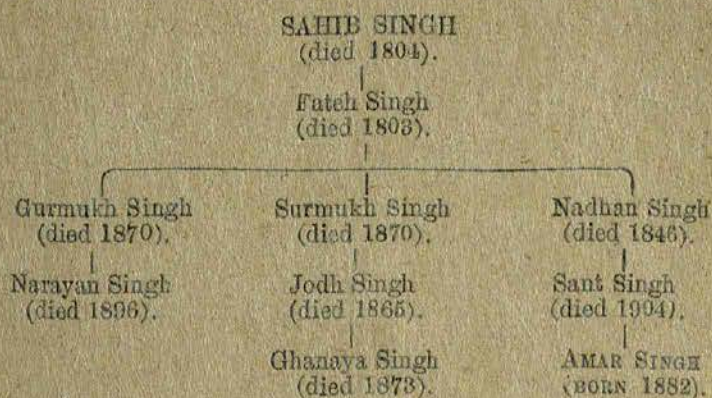 SAHIB SINGH
(died 1804).
Fateh Singh
(died 1803).
Gurmukh Singh Surmukh Singh Nadhan Singh
(died 1870). (died 1870). (died 1846).
Narayan Singh Jodh Singh Sant Singh
(died 1896). (died 1865). (died 1904).
Ghanaya Singh AMAR SINGH
(died 1873). (BORN 1882).